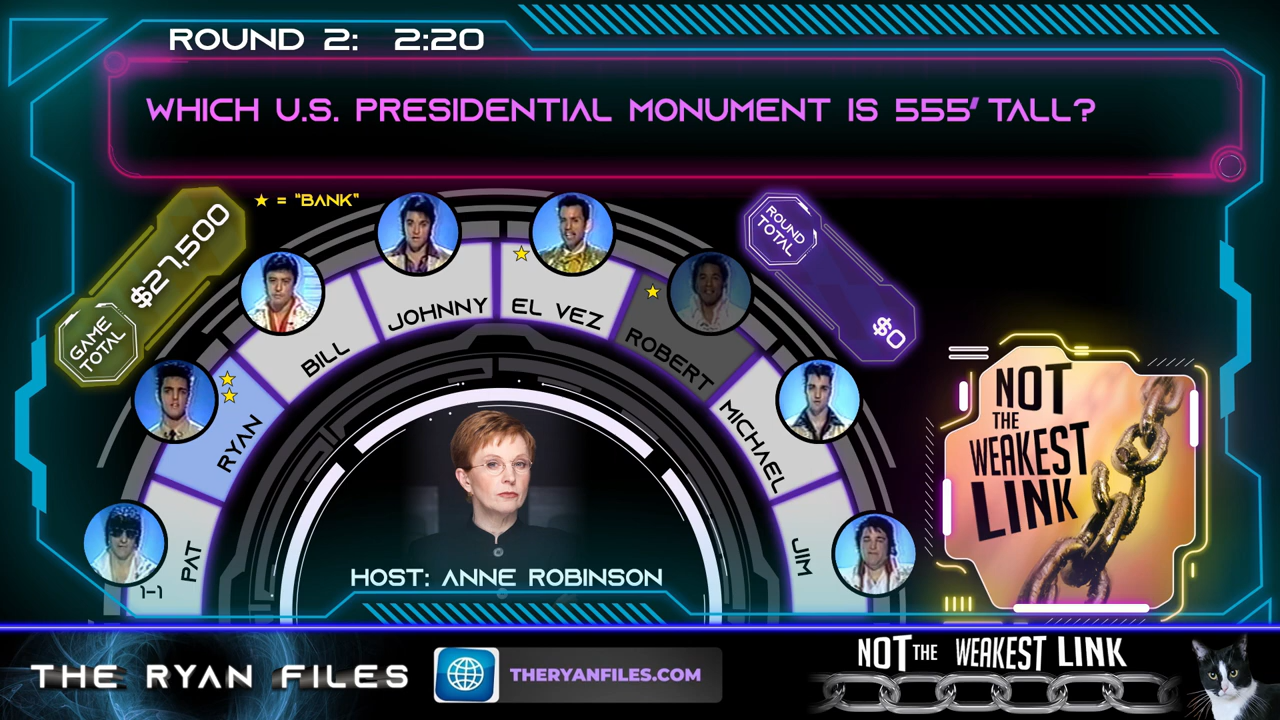 ROUND 2: 2:20
WHICH U.S. PRESIDENTIAL MONUMENT IS 555' TALL?
★ = "BANK"
GAME
TOTAL
$27,500
ROUND
TOTAL
$0
PAT
1-1
RYAN
BILL
JOHNNY
EL VEZ
ROBERT
MICHAEL
JIM
HOST: ANNE ROBINSON
NOT
THE
WEAKEST
LINK
THE RYAN FILES
THERYANFILES.COM
NOT THE WEAKEST LINK